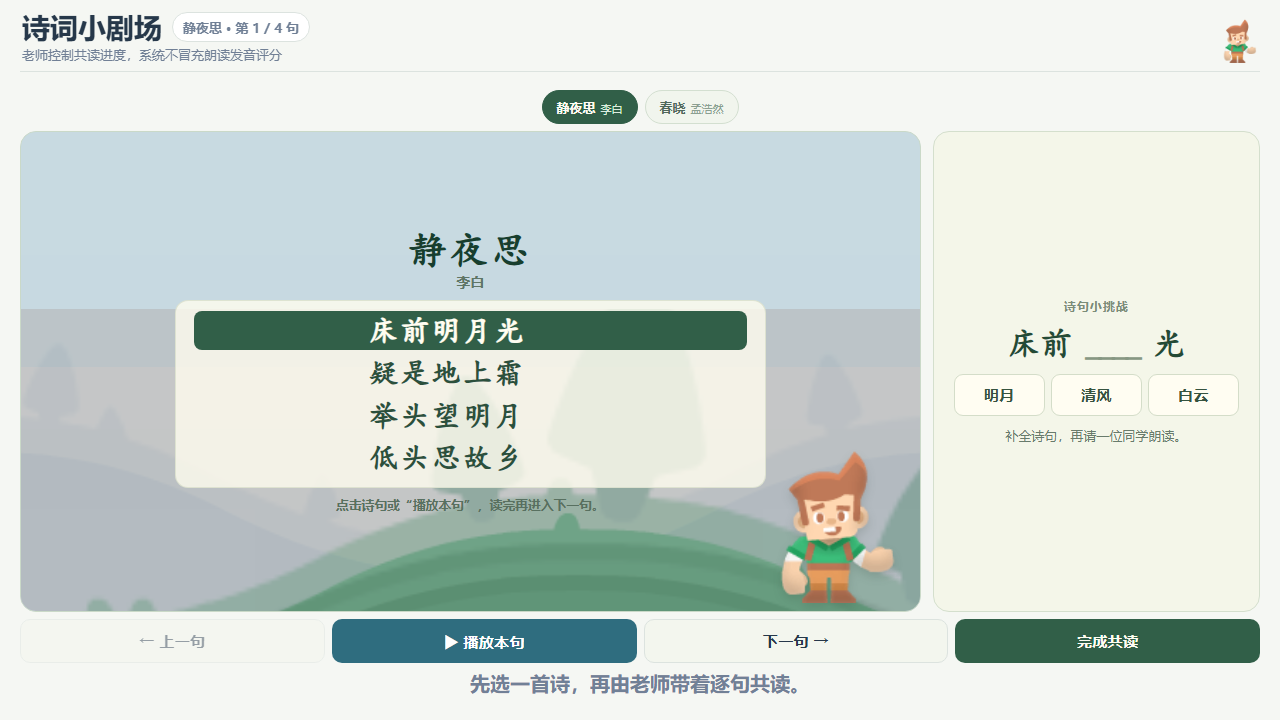 诗词小剧场
静夜思 • 第 1 / 4 句
老师控制共读进度，系统不冒充朗读发音评分
静夜思 李白
春晓 孟浩然
静夜思
李白
床前明月光
疑是地上霜
举头望明月
低头思故乡
点击诗句或“播放本句”，读完再进入下一句。
诗句小挑战
床前 ____ 光
明月
清风
白云
补全诗句，再请一位同学朗读。
← 上一句
▶ 播放本句
下一句 →
完成共读
先选一首诗，再由老师带着逐句共读。